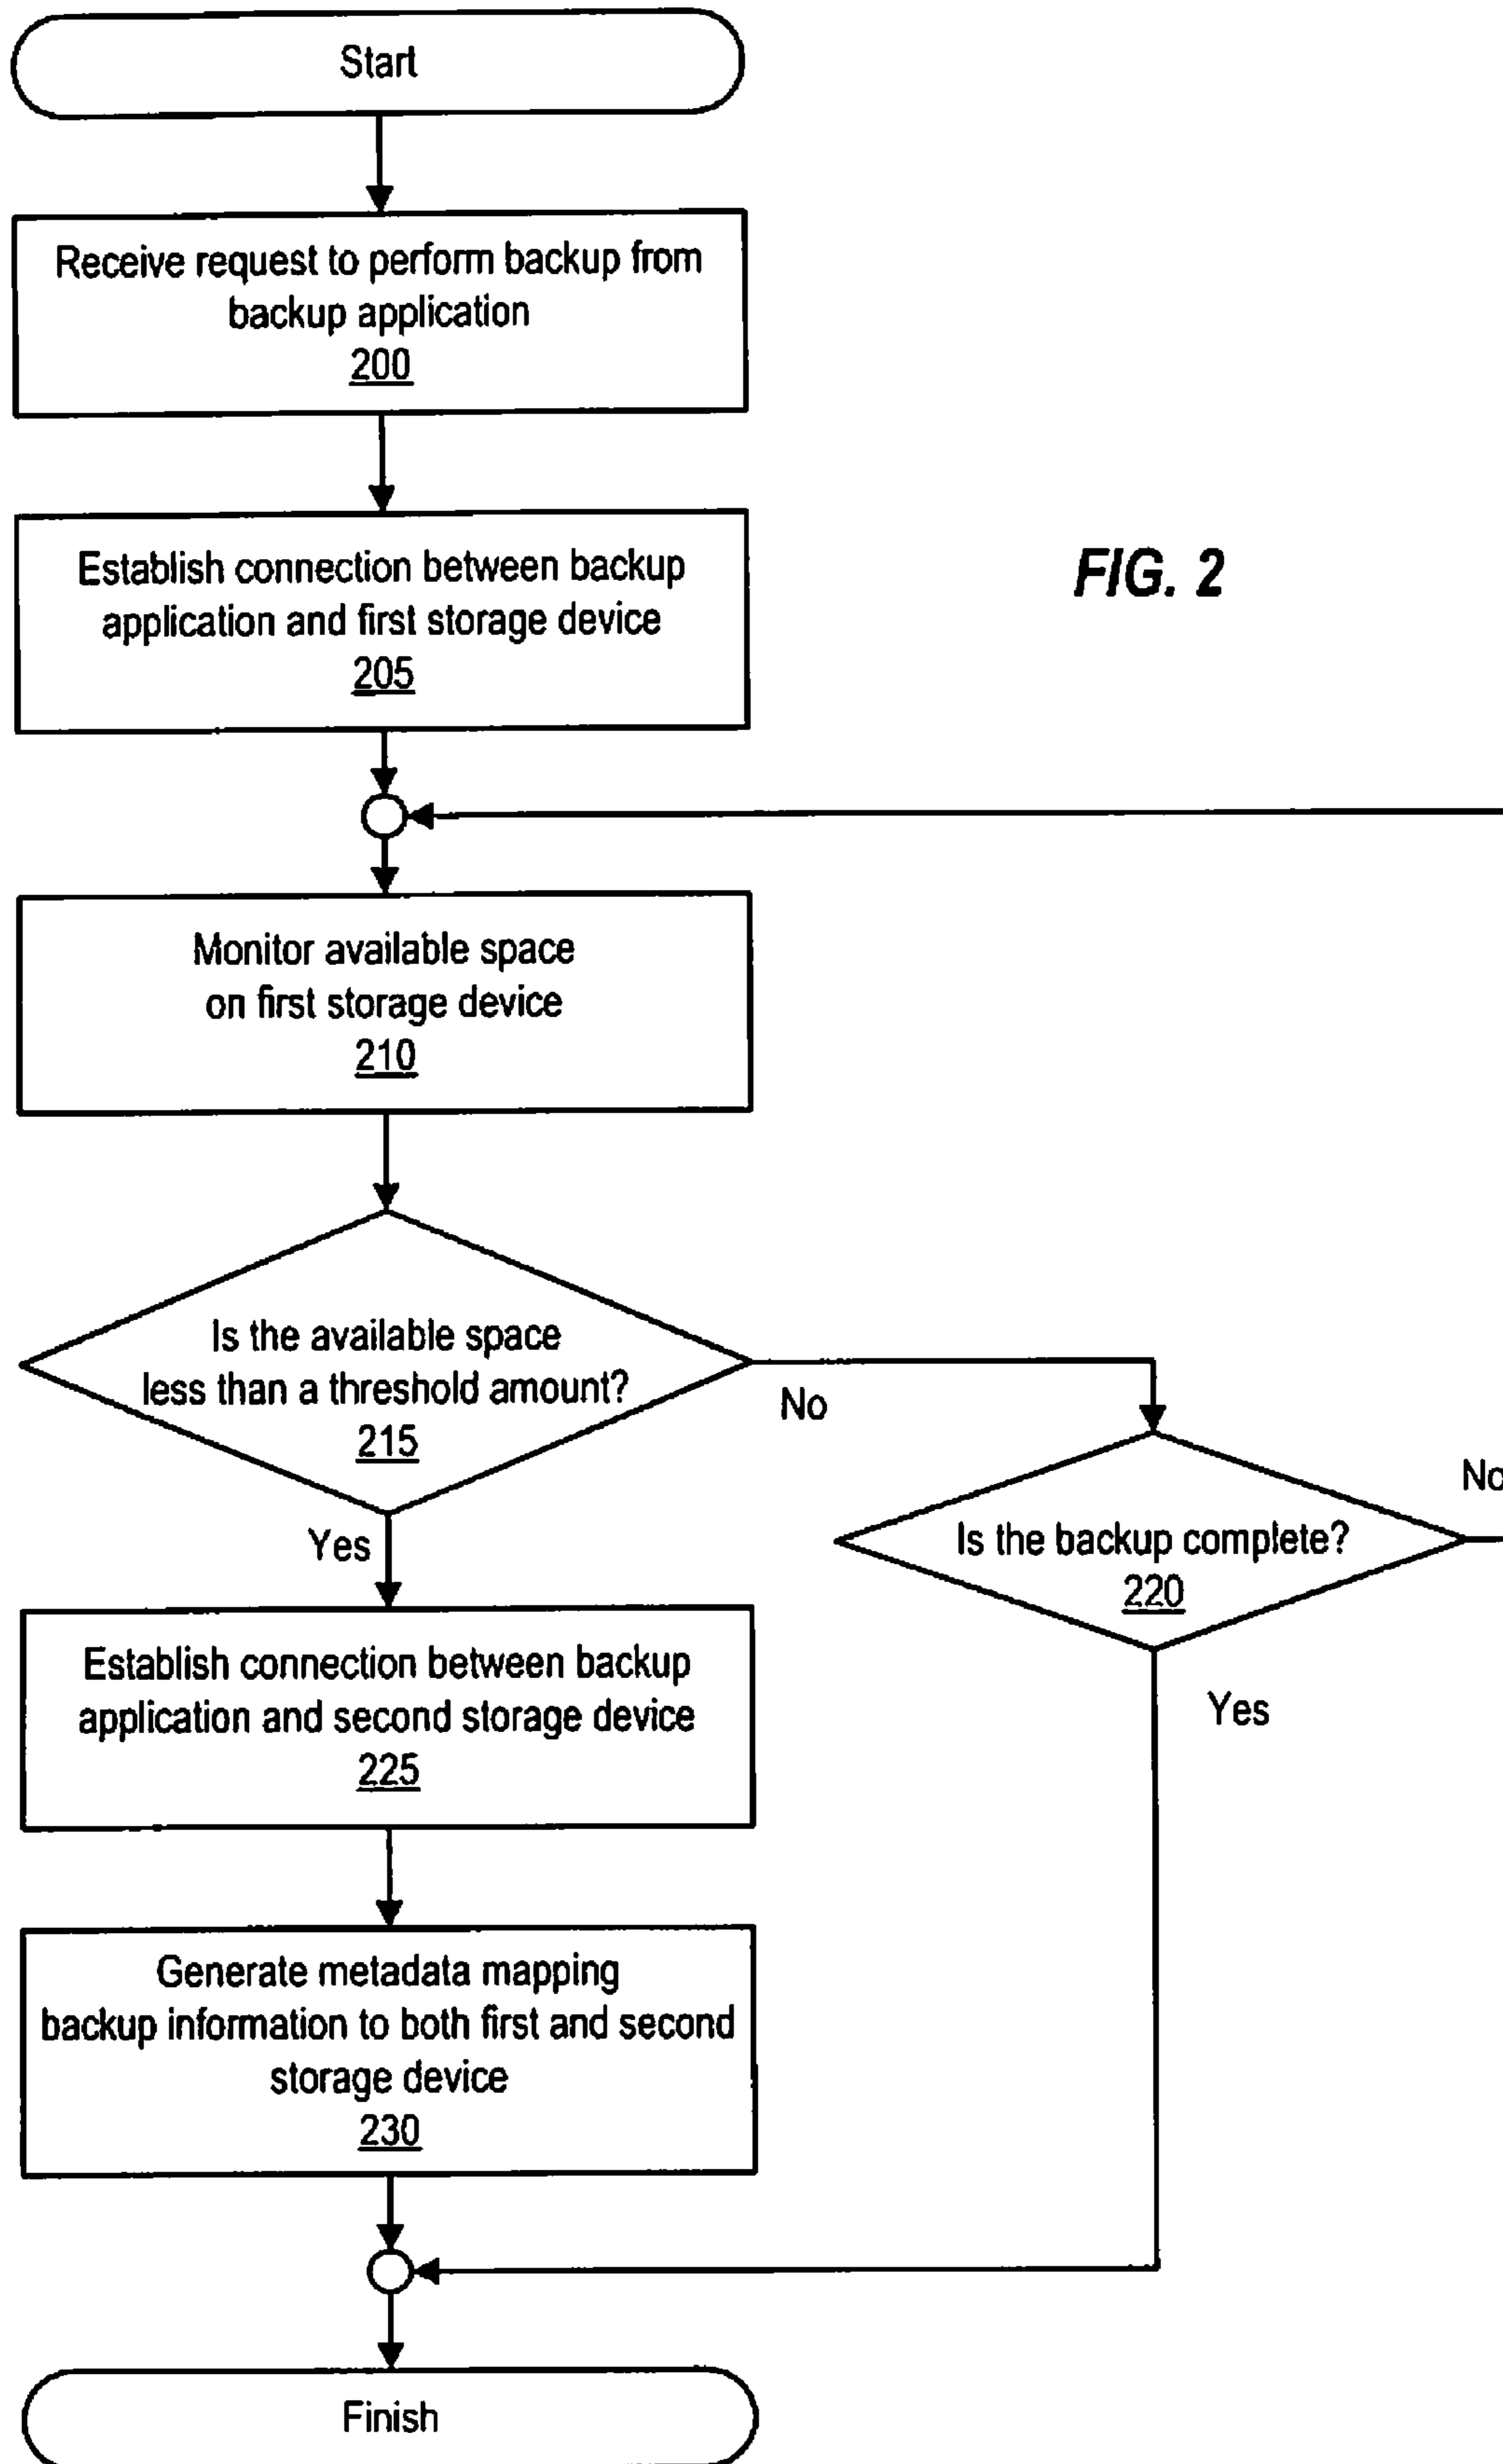 Start
Receive request to perform backup from
backup application
200
Establish connection between backup
application and first storage device
205
FIG. 2
Monitor available space
on first storage device
210
Is the available space
less than a threshold amount?
215
No
No
Is the backup complete?
220
Yes
Yes
Establish connection between backup
application and second storage device
225
Generate metadata mapping
backup information to both first and second
storage device
230
Finish